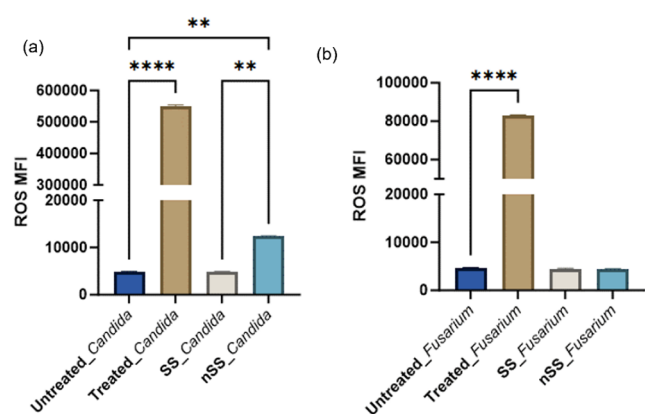 (a)
**
****
**
ROS MFI
600000
500000
400000
300000
20000
10000
0
Untreated_Candida
Treated_Candida
SS_Candida
nSS_Candida
(b)
****
ROS MFI
100000
80000
60000
40000
20000
10000
0
Untreated_Fusarium
Treated_Fusarium
SS_Fusarium
nSS_Fusarium